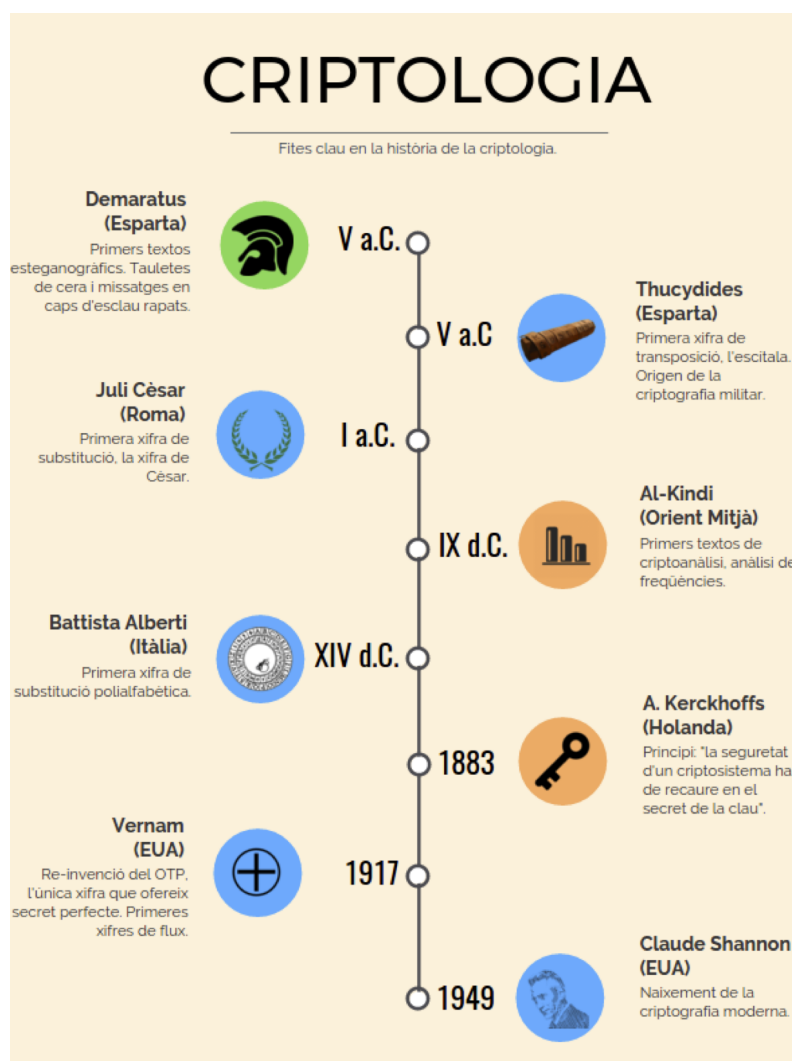 CRIPTOLOGIA
Fites clau en la història de la criptologia.
Demaratus
(Esparta)
Primers textos
esteganogràfics. Tauletes
de cera i missatges en
caps d'esclau rapats.
V a.C.
V a.C
Thucydides
(Esparta)
Primera xifra de
transposició, l'escítala.
Origen de la
criptografia militar.
Juli Cèsar
(Roma)
Primera xifra de
substitució, la xifra de
Cèsar.
I a.C.
IX d.C.
Al-Kindi
(Orient Mitjà)
Primers textos de
criptoanàlisi, anàlisi de
freqüències.
Battista Alberti
(Itàlia)
Primera xifra de
substitució polialfabètica.
XIV d.C.
1883
A. Kerckhoffs
(Holanda)
Principi: "la seguretat
d'un criptosistema ha
de recaure en el
secret de la clau".
Vernam
(EUA)
Re-invenció del OTP,
l'única xifra que ofereix
secret perfecte. Primeres
xifres de flux.
1917
1949
Claude Shannon
(EUA)
Naixement de la
criptografia moderna.